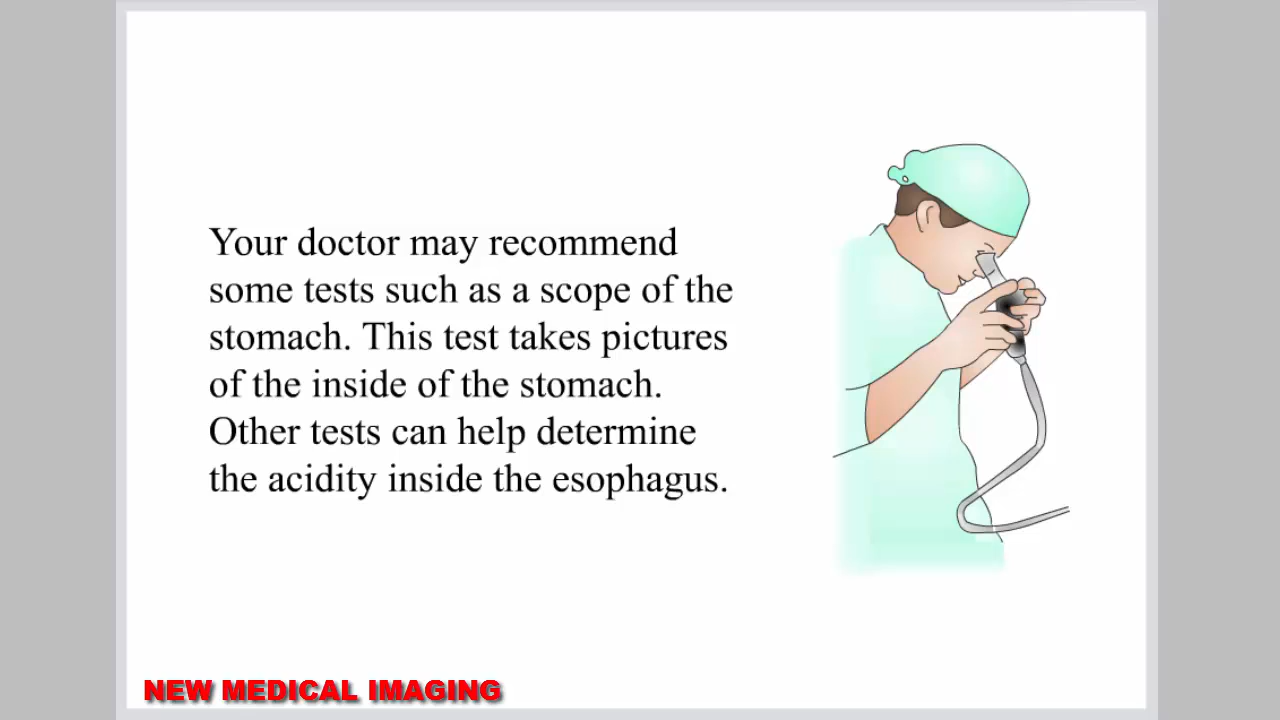 Your doctor may recommend
some tests such as a scope of the
stomach. This test takes pictures
of the inside of the stomach.
Other tests can help determine
the acidity inside the esophagus.
NEW MEDICAL IMAGING